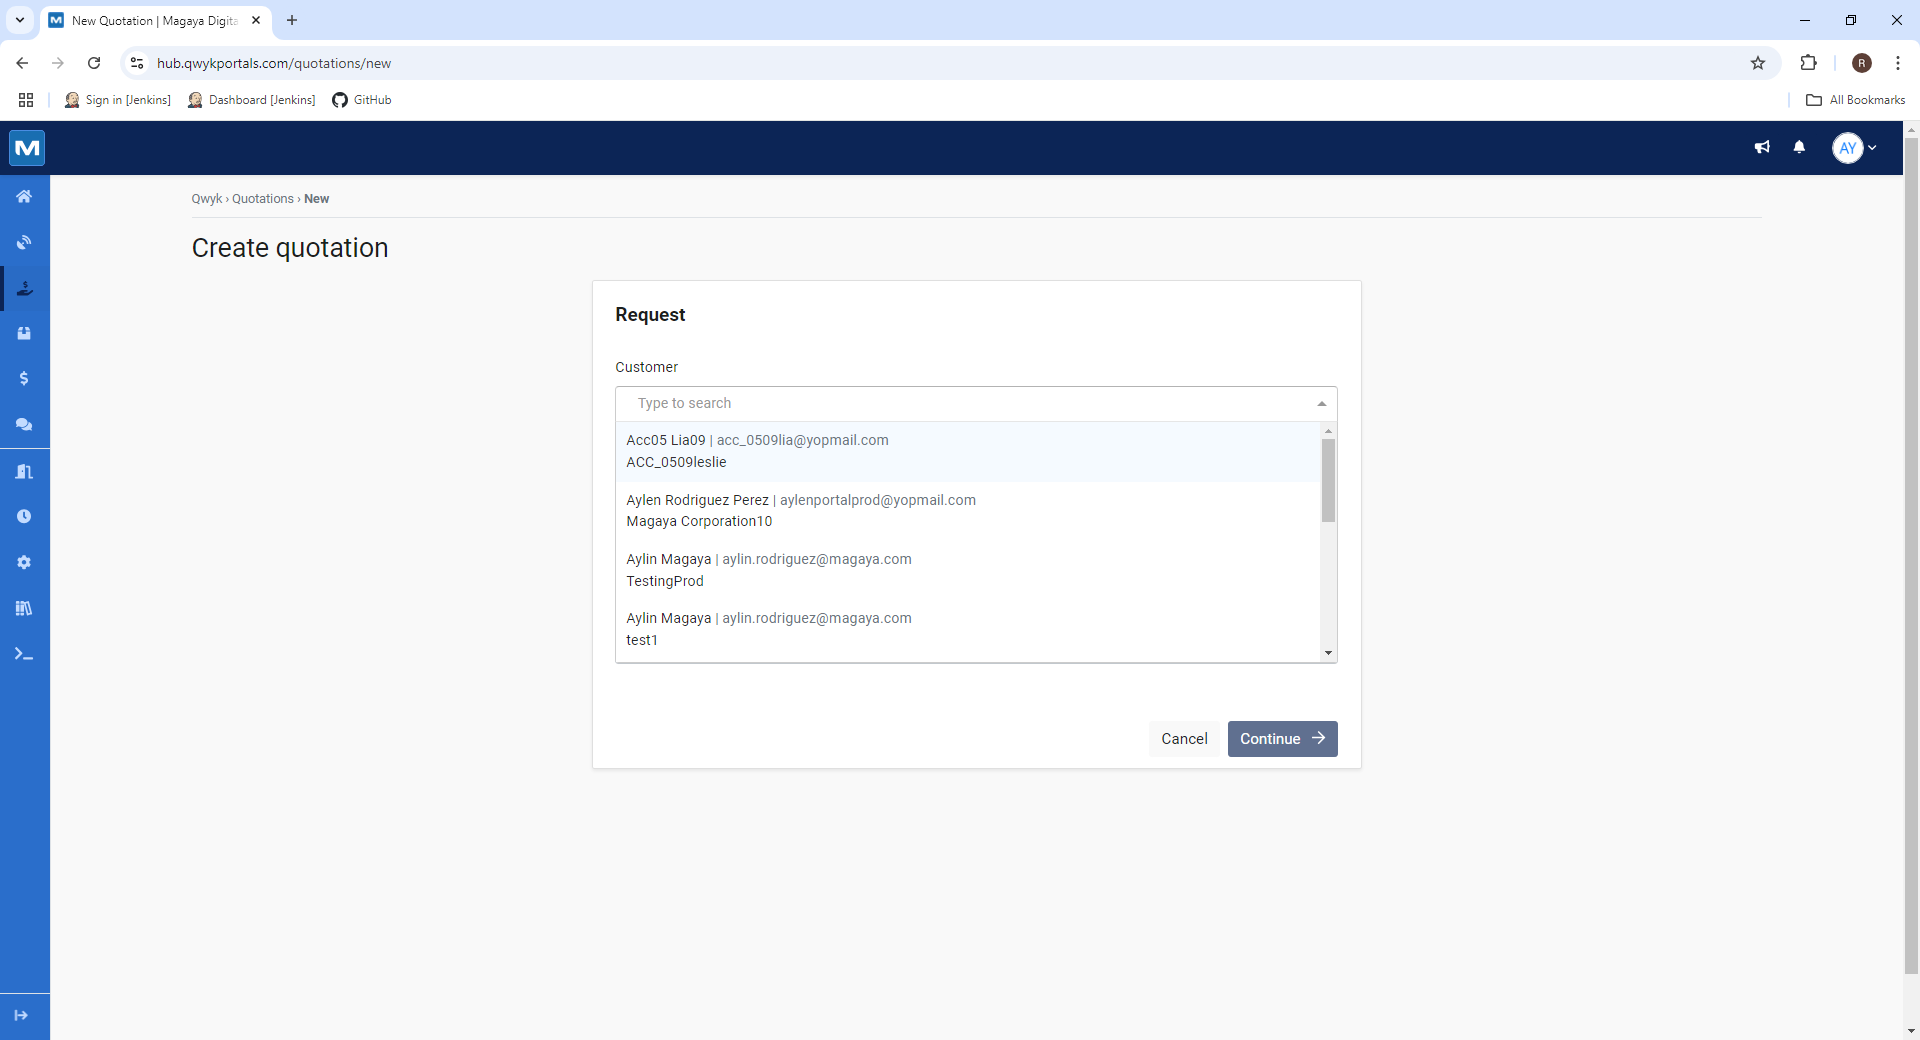 New Quotation | Magaya Digita
hub.qwykportals.com/quotations/new
R
Sign in [Jenkins]
Dashboard [Jenkins]
GitHub
All Bookmarks
M
AY
Qwyk › Quotations › New
Create quotation
Request
Customer
Type to search
Acc05 Lia09 | acc_0509lia@yopmail.com
ACC_0509leslie
Aylen Rodriguez Perez | aylenportalprod@yopmail.com
Magaya Corporation10
Aylin Magaya | aylin.rodriguez@magaya.com
TestingProd
Aylin Magaya | aylin.rodriguez@magaya.com
test1
Cancel
Continue